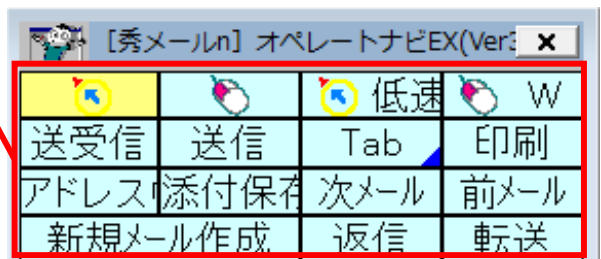 [秀メールn] オペレートナビEX(Ver
低速 W
送受信 送信 Tab 印刷
アドレス 添付保存 次メール 前メール
新規メール作成 返信 転送